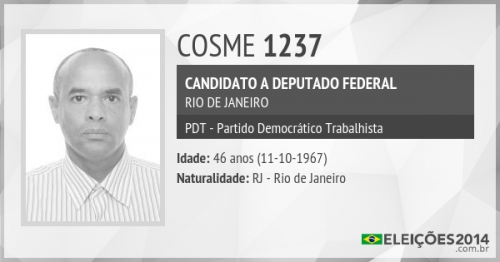 COSME 1237
CANDIDATO A DEPUTADO FEDERAL
RIO DE JANEIRO
PDT - Partido Democrático Trabalhista
Idade: 46 anos (11-10-1967)
Naturalidade: RJ - Rio de Janeiro
ELEIÇÕES2014
.com.br